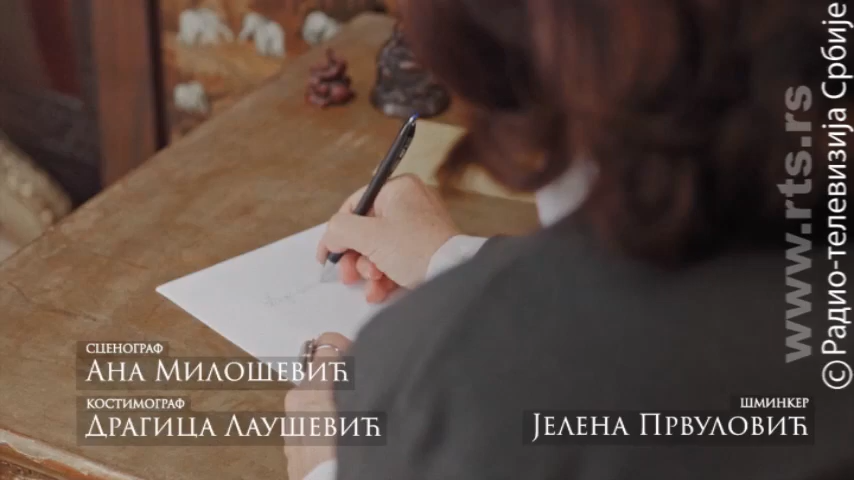 СЦЕНОГРАФ
АНА МИЛОШЕВИЋ
КОСТИМОГРАФ
ДРАГИЦА ЛАУШЕВИЋ
ШМИНКЕР
ЈЕЛЕНА ПРВУЛОВИЋ
www.rts.rs
© Радио-телевизија Србије